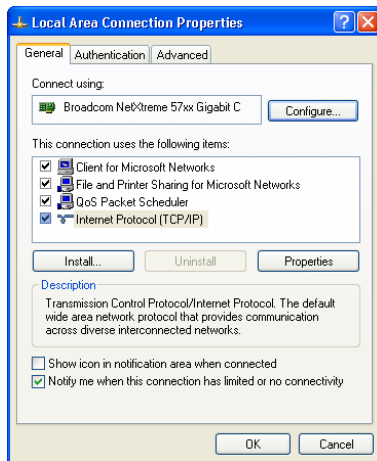 Local Area Connection Properties
General
Authentication
Advanced
Connect using:
Broadcom NetXtreme 57xx Gigabit C
Configure...
This connection uses the following items:
Client for Microsoft Networks
File and Printer Sharing for Microsoft Networks
QoS Packet Scheduler
Internet Protocol (TCP/IP)
Install...
Uninstall
Properties
Description
Transmission Control Protocol/Internet Protocol. The default
wide area network protocol that provides communication
across diverse interconnected networks.
Show icon in notification area when connected
Notify me when this connection has limited or no connectivity
OK
Cancel